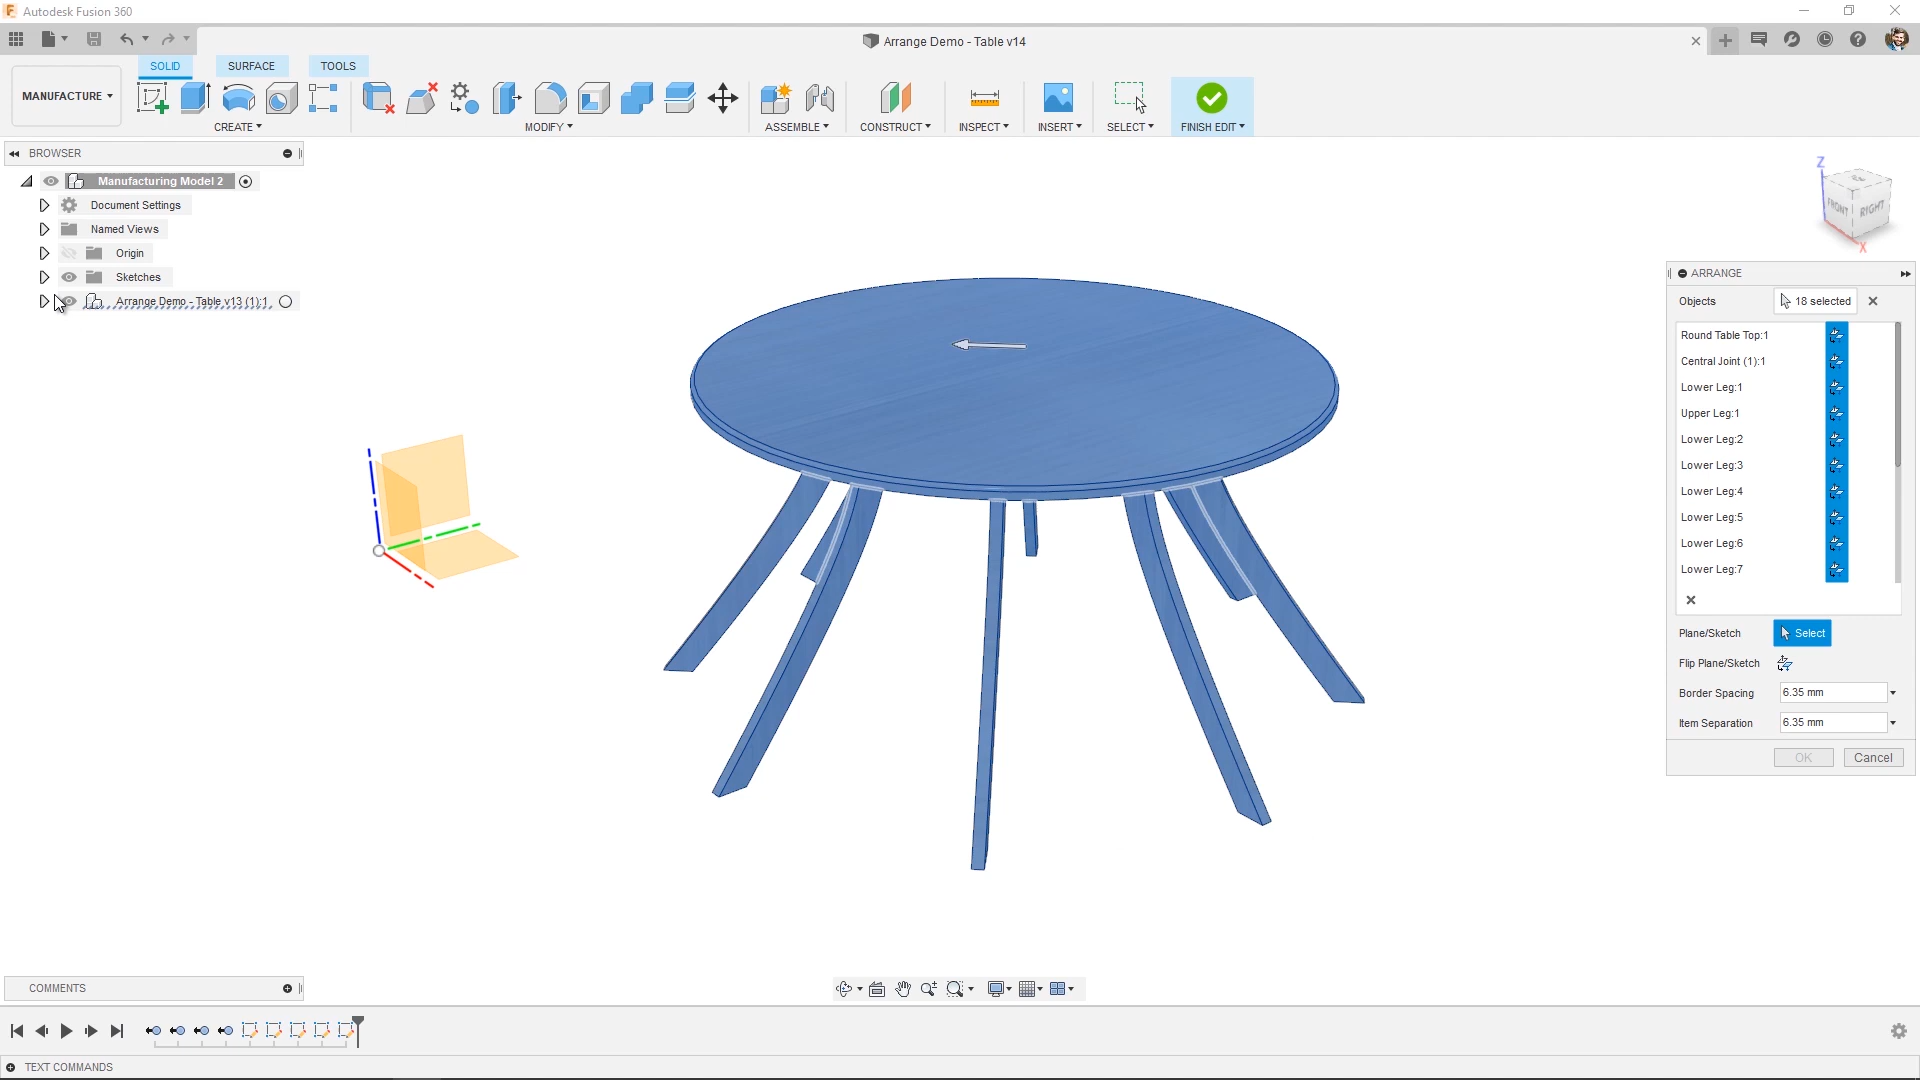 Autodesk Fusion 360
Arrange Demo - Table v14
SOLID SURFACE TOOLS
MANUFACTURE
CREATE MODIFY ASSEMBLE CONSTRUCT INSPECT INSERT SELECT FINISH EDIT
BROWSER
Manufacturing Model 2
Document Settings
Named Views
Origin
Sketches
Arrange Demo - Table v13 (1):1
Z
TOP
FRONT RIGHT
X
ARRANGE
Objects 18 selected
Round Table Top:1
Central Joint (1):1
Lower Leg:1
Upper Leg:1
Lower Leg:2
Lower Leg:3
Lower Leg:4
Lower Leg:5
Lower Leg:6
Lower Leg:7
Plane/Sketch Select
Flip Plane/Sketch
Border Spacing 6.35 mm
Item Separation 6.35 mm
OK Cancel
COMMENTS
TEXT COMMANDS